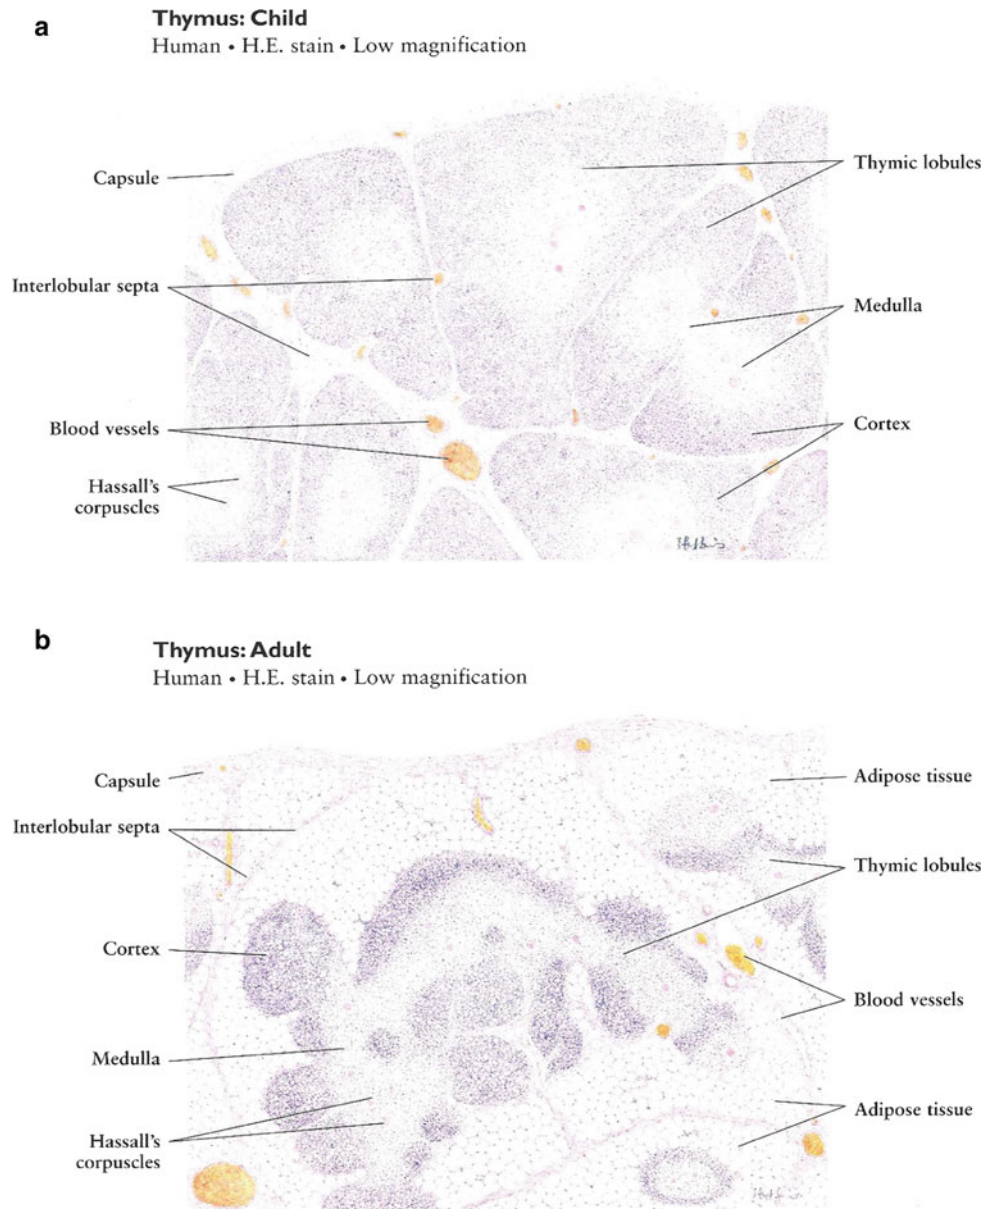 a
Thymus: Child
Human • H.E. stain • Low magnification
Capsule
Interlobular septa
Blood vessels
Hassall's
corpuscles
Thymic lobules
Medulla
Cortex
b
Thymus: Adult
Human • H.E. stain • Low magnification
Capsule
Interlobular septa
Cortex
Medulla
Hassall's
corpuscles
Adipose tissue
Thymic lobules
Blood vessels
Adipose tissue